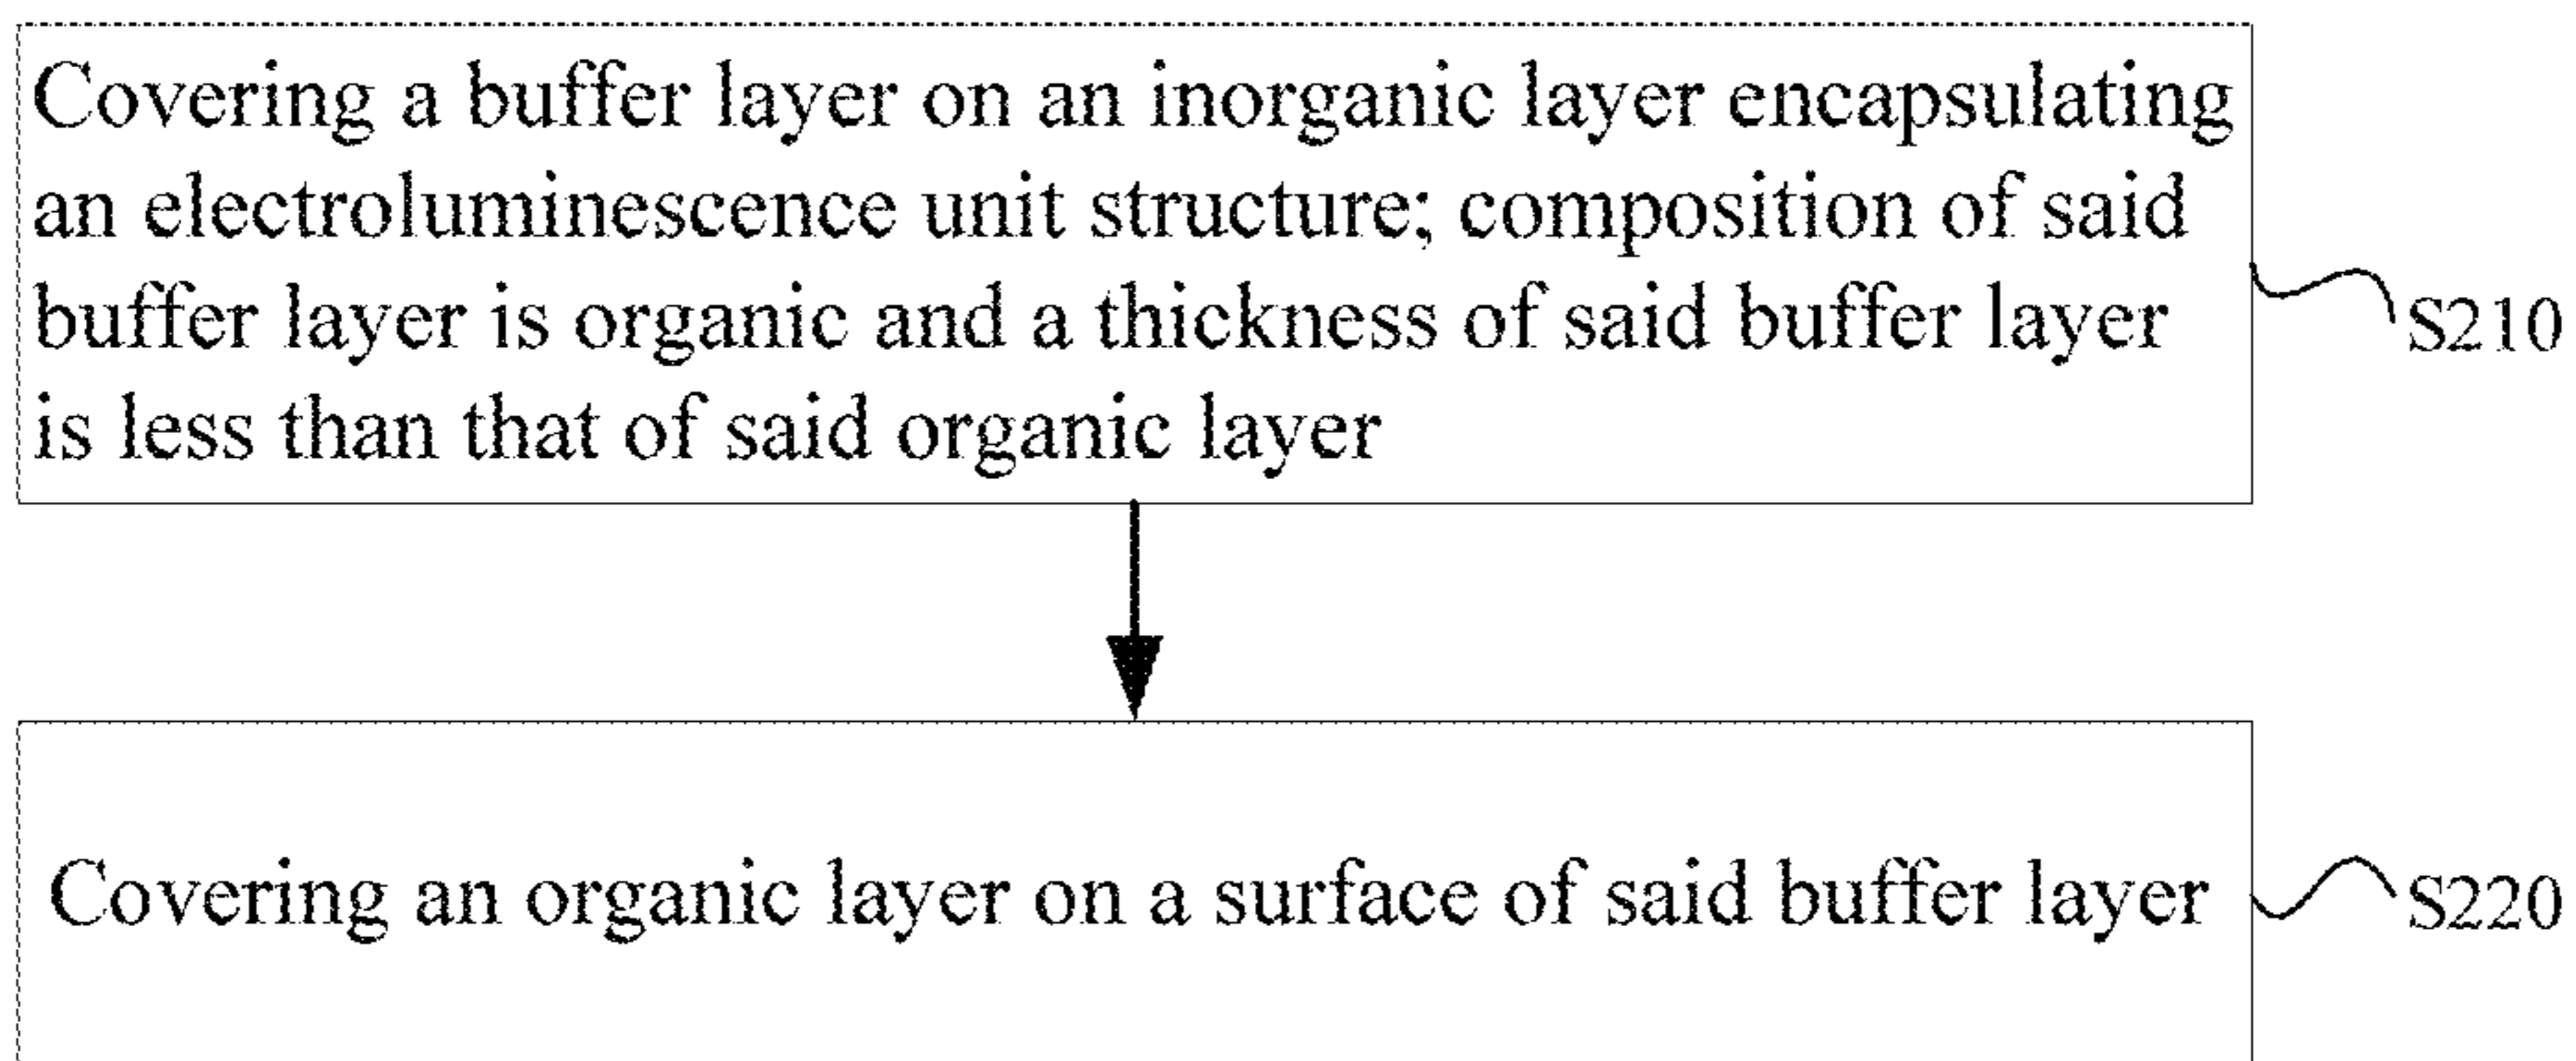 Covering a buffer layer on an inorganic layer encapsulating
an electroluminescence unit structure; composition of said
buffer layer is organic and a thickness of said buffer layer
is less than that of said organic layer
S210
Covering an organic layer on a surface of said buffer layer
S220